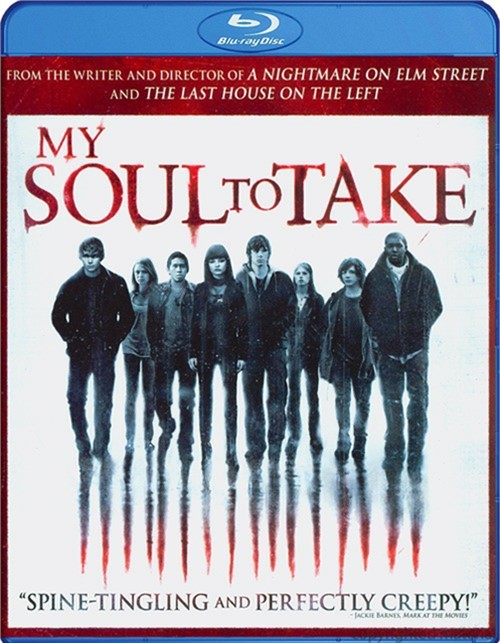 Blu-ray Disc
FROM THE WRITER AND DIRECTOR OF A NIGHTMARE ON ELM STREET
AND THE LAST HOUSE ON THE LEFT
MY
SOUL TO TAKE
“SPINE-TINGLING AND PERFECTLY CREEPY!”
- JACKIE BARNES, MARK AT THE MOVIES